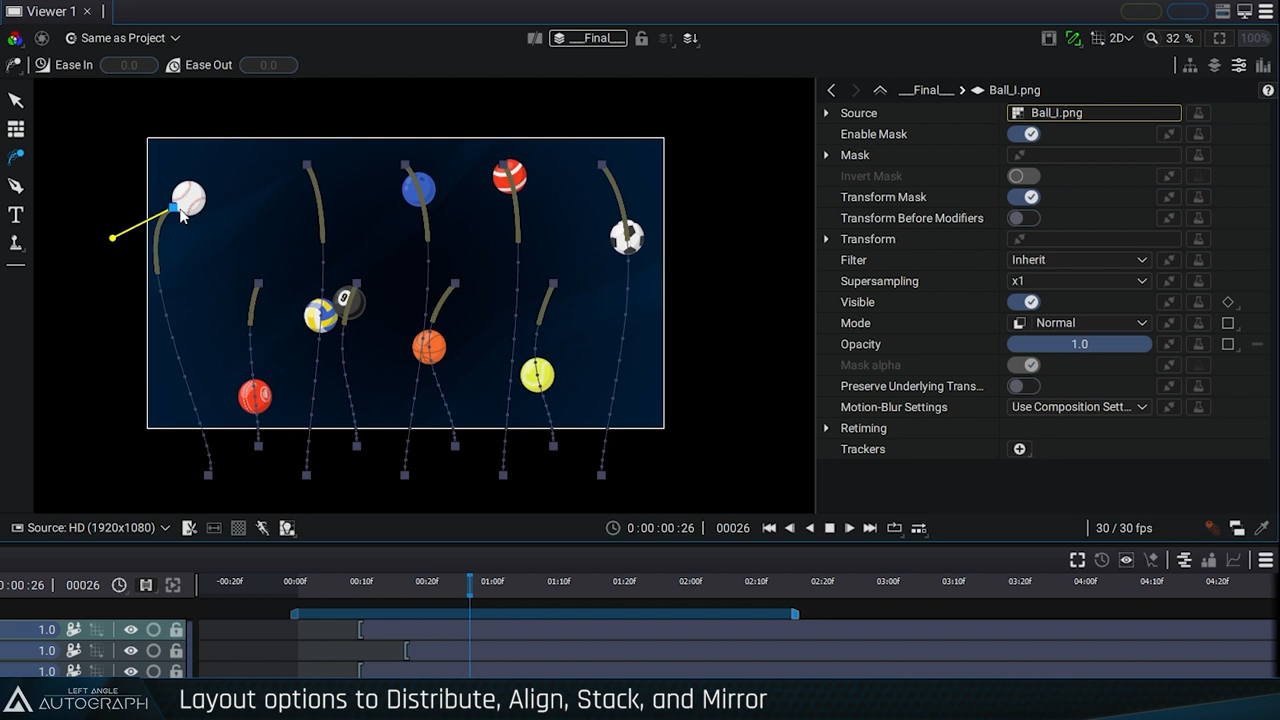 Viewer 1
Same as Project
__Final__
2D
32 %
100%
Ease In 0.0 Ease Out 0.0
__Final__ Ball_I.png
Source Ball_I.png
Enable Mask
Mask
Invert Mask
Transform Mask
Transform Before Modifiers
Transform
Filter Inherit
Supersampling x1
Visible
Mode Normal
Opacity 1.0
Mask alpha
Preserve Underlying Trans...
Motion-Blur Settings Use Composition Sett...
Retiming
Trackers
T
9
Source: HD (1920x1080) 0:00:00:26 00026 30 / 30 fps
0:00:26 00026 -00:20f 00:00f 00:10f 00:20f 01:00f 01:10f 01:20f 02:00f 02:10f 02:20f 03:00f 03:10f 03:20f 04:00f 04:10f 04:20f
1.0
1.0
1.0
LEFT ANGLE
AUTOGRAPH
Layout options to Distribute, Align, Stack, and Mirror